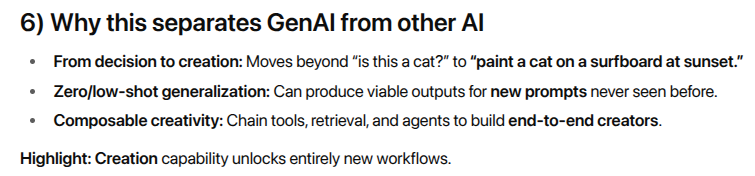 6) Why this separates GenAI from other AI
• From decision to creation: Moves beyond “is this a cat?” to “paint a cat on a surfboard at sunset.”
• Zero/low-shot generalization: Can produce viable outputs for new prompts never seen before.
• Composable creativity: Chain tools, retrieval, and agents to build end-to-end creators.
Highlight: Creation capability unlocks entirely new workflows.